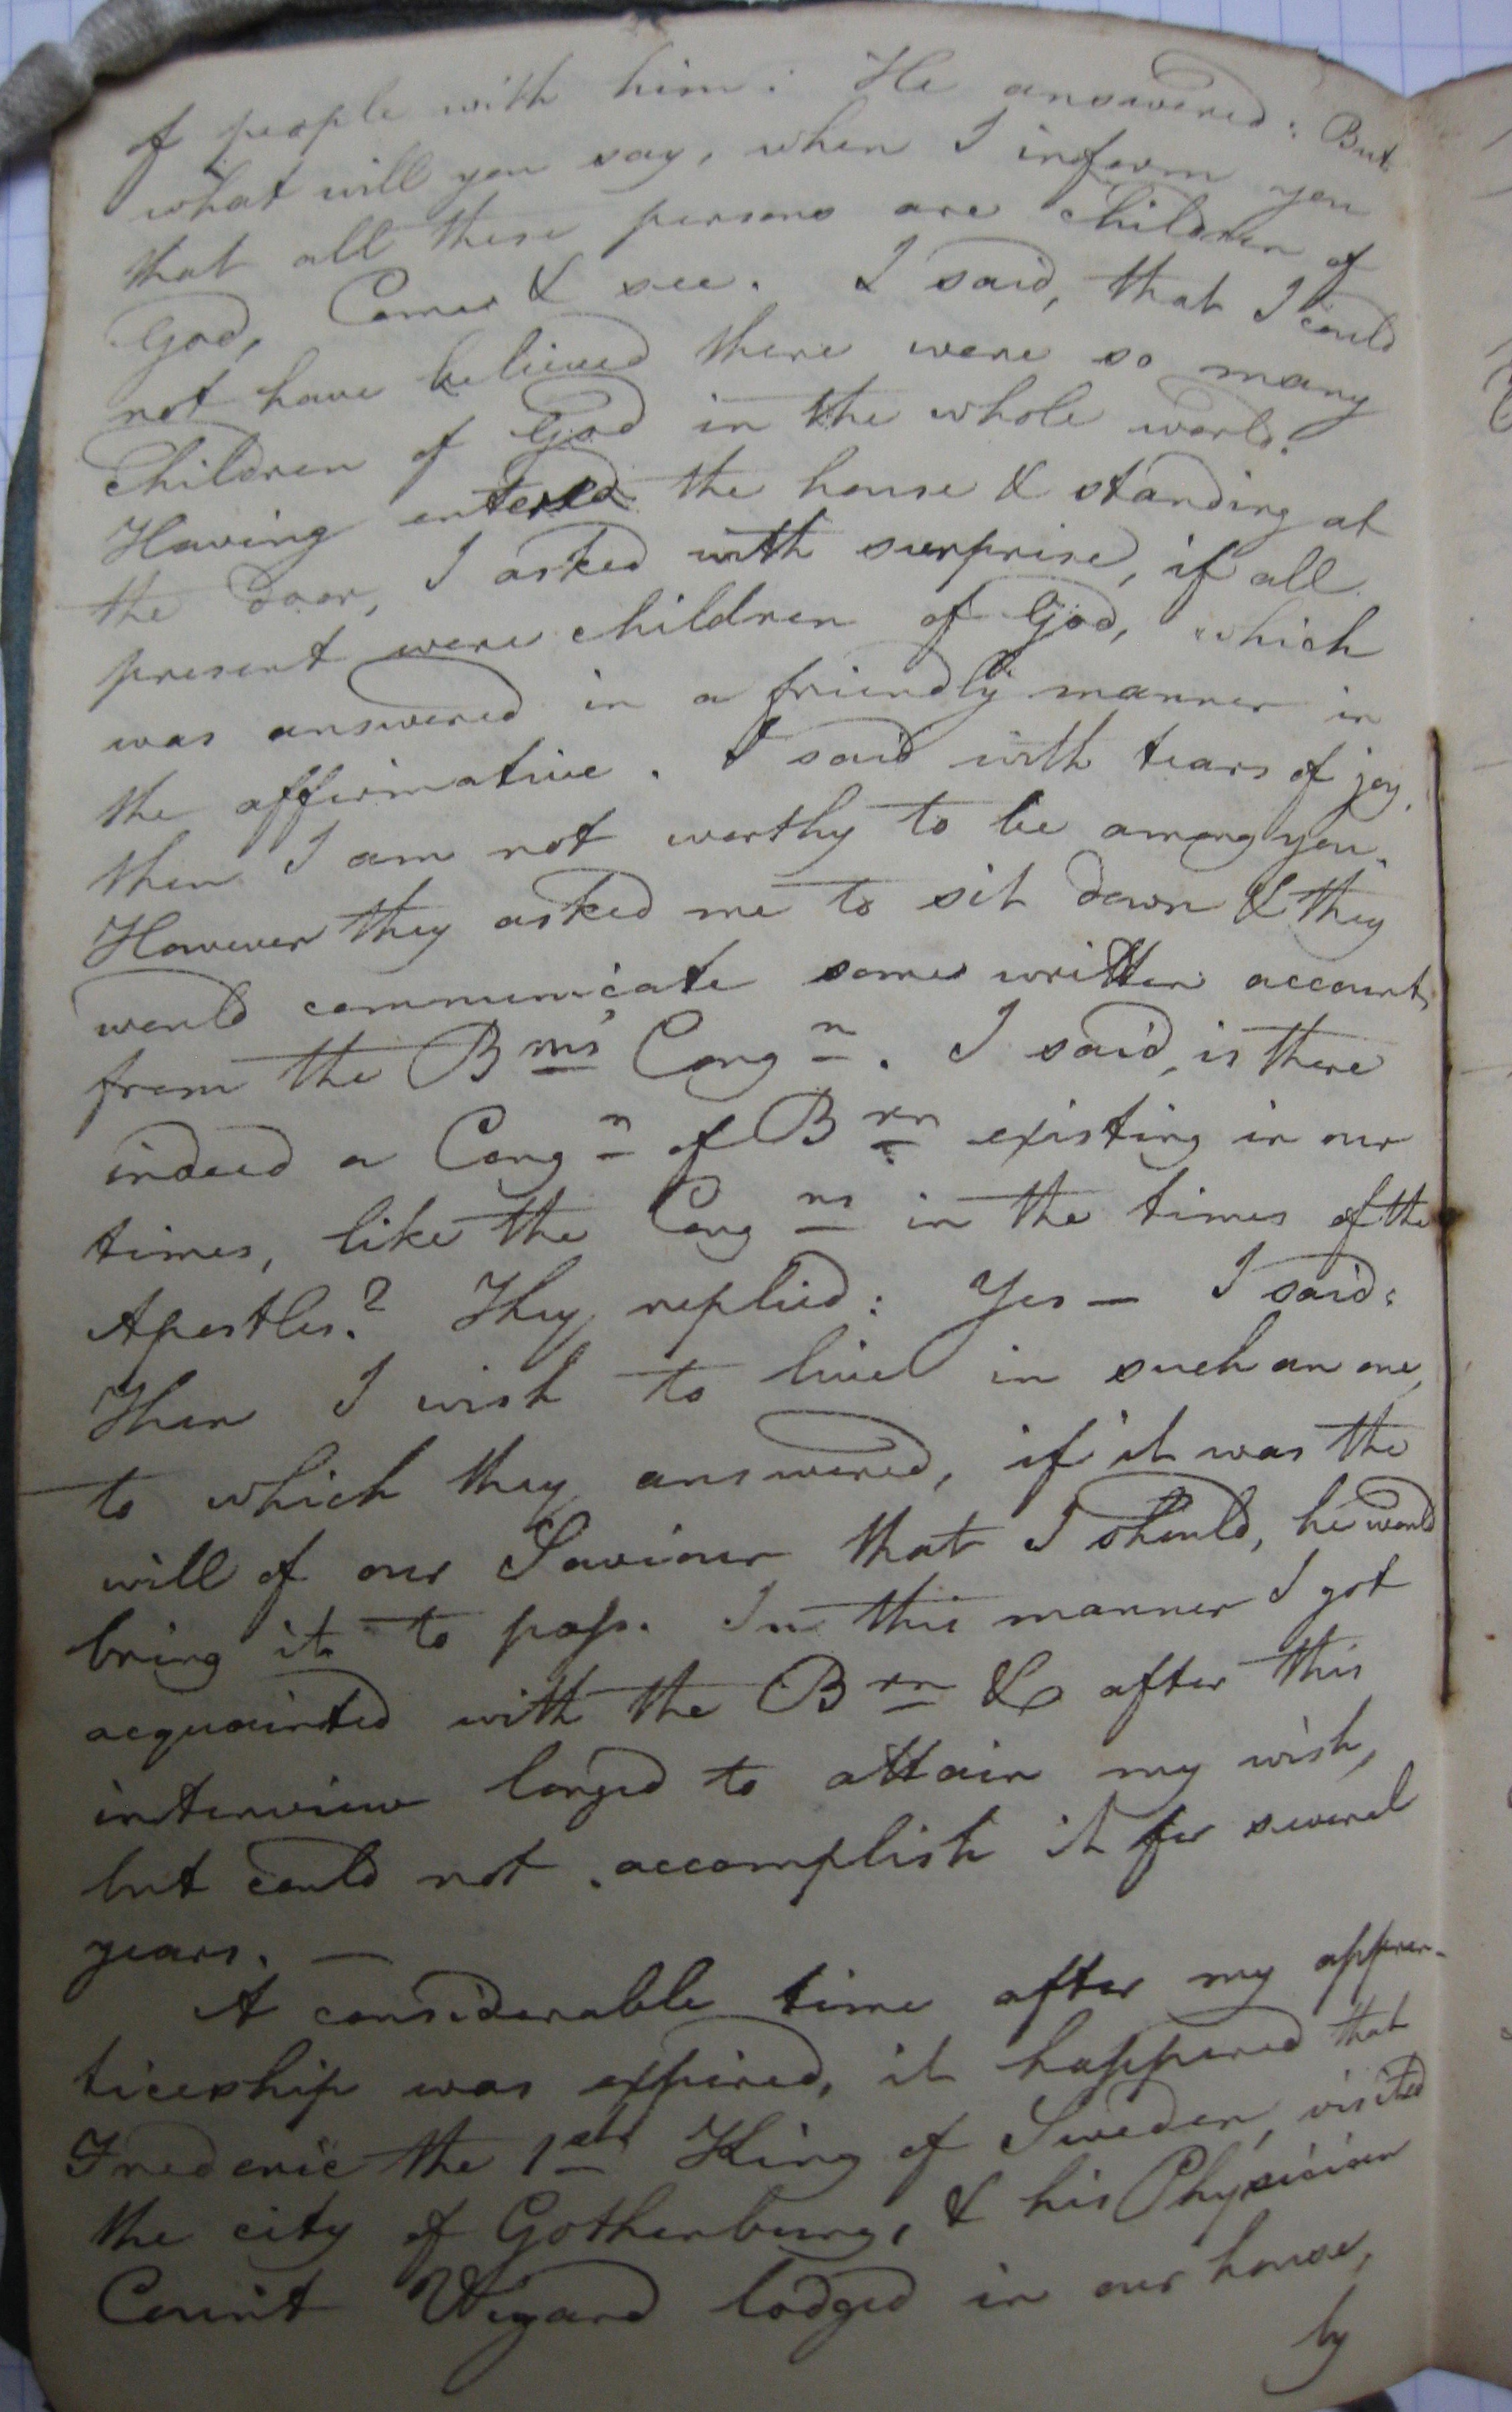 of people with him. He answered: But
what will you say, when I inform you
that all these persons are children of
God, Come & see. I said, that I could
not have believed there were so many
Children of God in the whole world.
Having entered the house & standing at
the door, I asked with surprise, if all
present were children of God, which
was answered in a friendly manner in
the affirmative. I said with tears of joy,
then I am not worthy to be among you.
However they asked me to sit down & they
would communicate some written accounts
from the Brns' Congn. I said, is there
indeed a Congn of Brrn existing in our
times, like the Congns in the times of the
Apostles.? They replied: Yes — I said:
Then I wish to live in such an one,
to which they answered, if it was the
will of our Saviour that I should, he would
bring it to pass. In this manner I got
acquainted with the Brrn & after this
interview longed to attain my wish,
but could not accomplish it for several
years. —
A considerable time after my appren-
ticeship was expired, it happened that
Frederic the 1st King of Sweden, visited
the city of Gothenburg, & his Physician
Count Wegand lodged in our house,
by